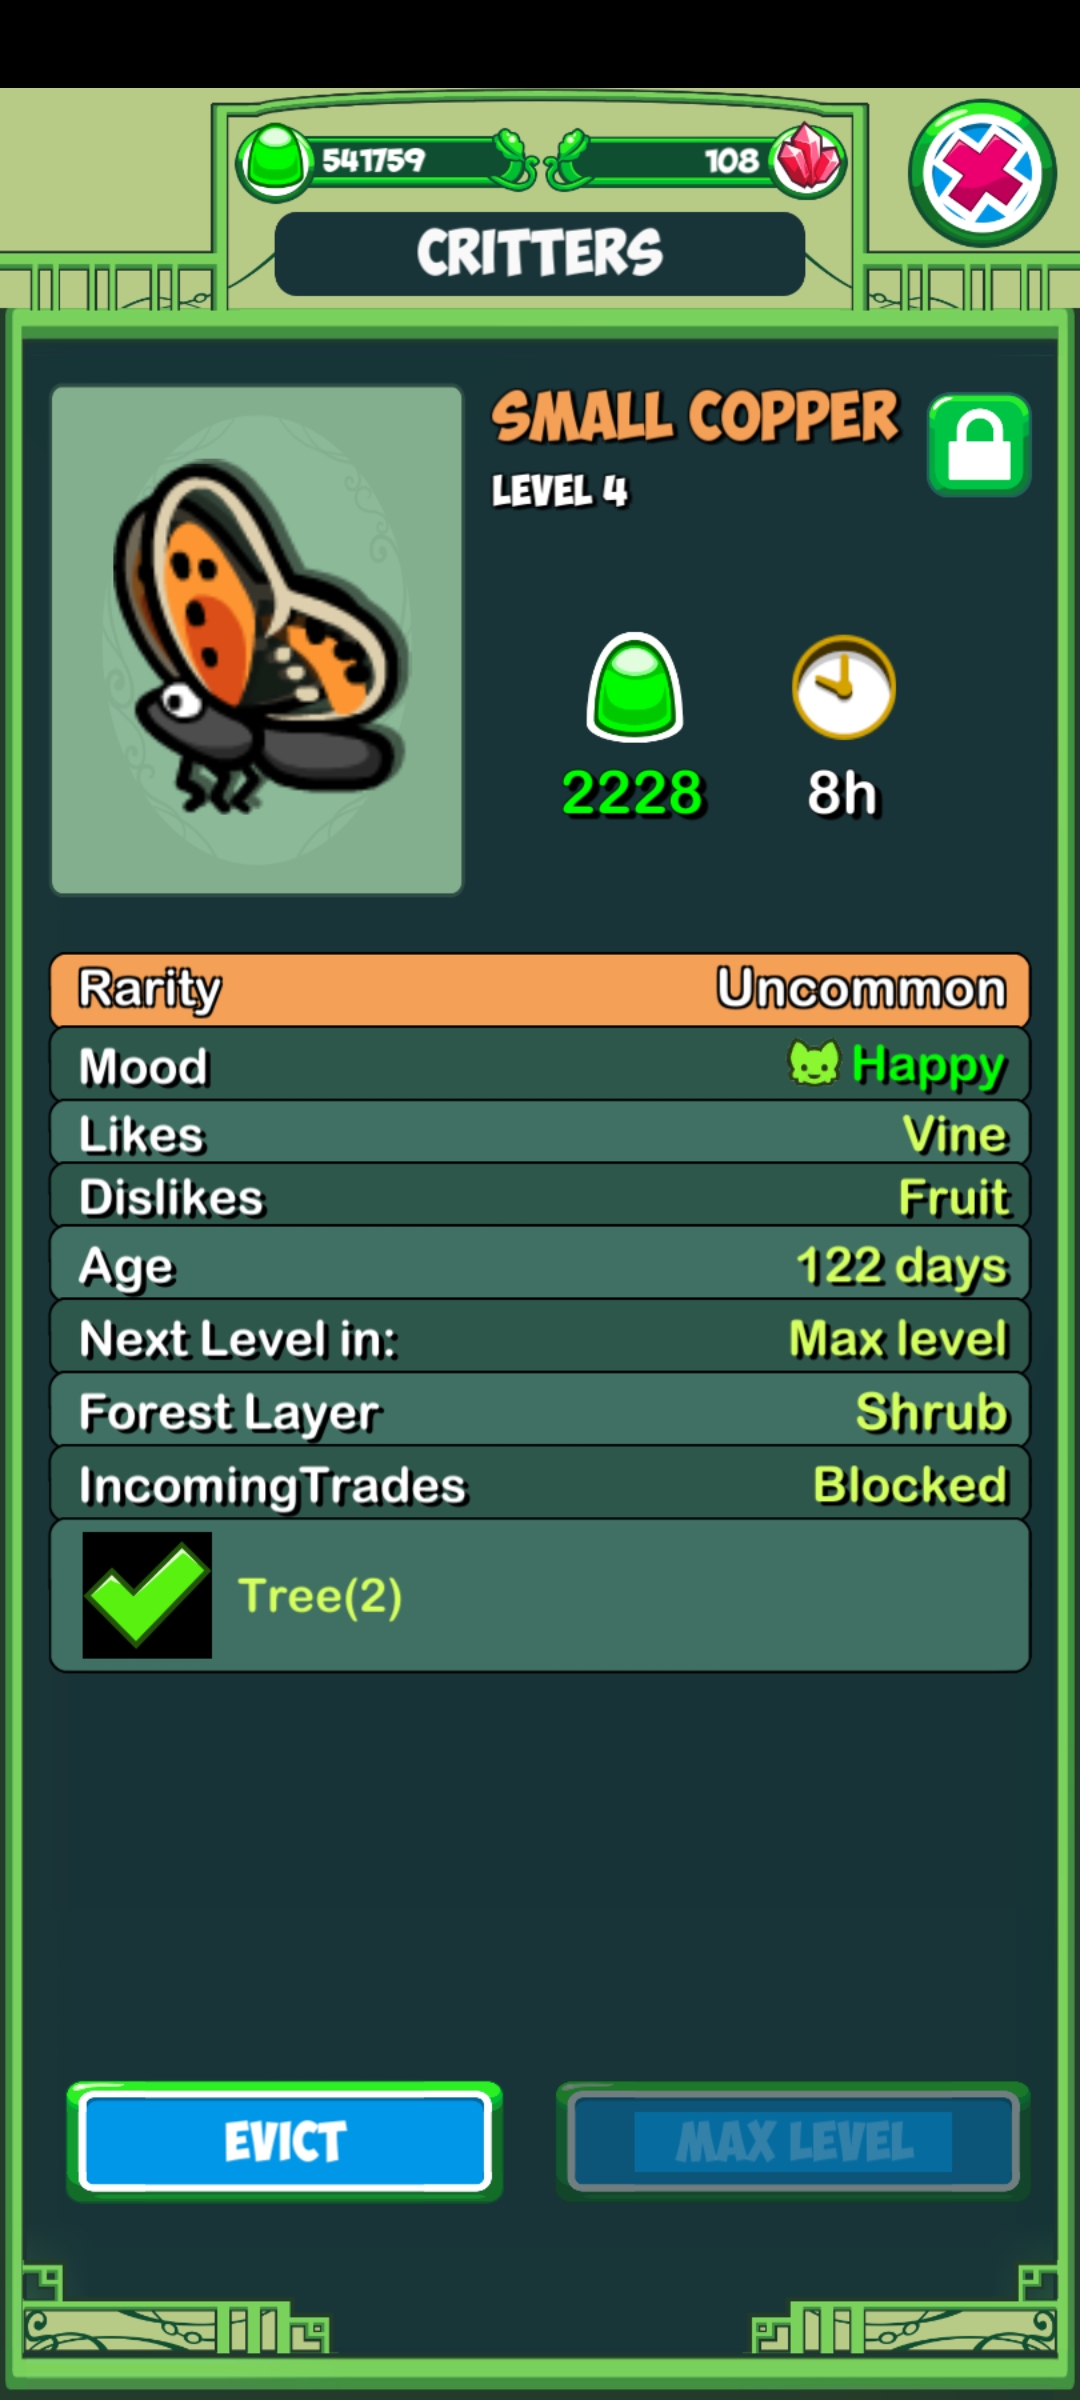 541759
108
CRITTERS
SMALL COPPER
LEVEL 4
2228
8h
Rarity Uncommon
Mood Happy
Likes Vine
Dislikes Fruit
Age 122 days
Next Level in: Max level
Forest Layer Shrub
IncomingTrades Blocked
Tree(2)
EVICT
MAX LEVEL